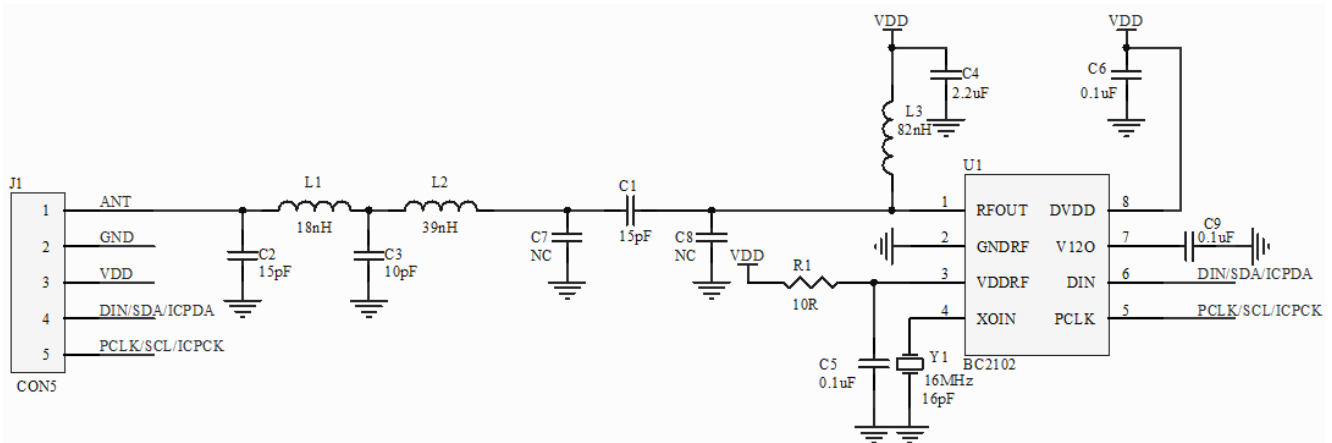 VDD
C4
2.2uF
VDD
C6
0.1uF
L3
82nH
J1
1
ANT
2
GND
3
VDD
4
DIN/SDA/ICPDA
5
PCLK/SCL/ICPCK
CON5
L1
18nH
L2
39nH
C2
15pF
C3
10pF
C7
NC
C1
15pF
C8
NC
VDD
R1
10R
C5
0.1uF
Y1
16MHz
16pF
U1
1 RFOUT DVDD 8
2 GNDRF V12O 7
3 VDDRF DIN 6
4 XOIN PCLK 5
BC2102
C9
0.1uF
DIN/SDA/ICPDA
PCLK/SCL/ICPCK